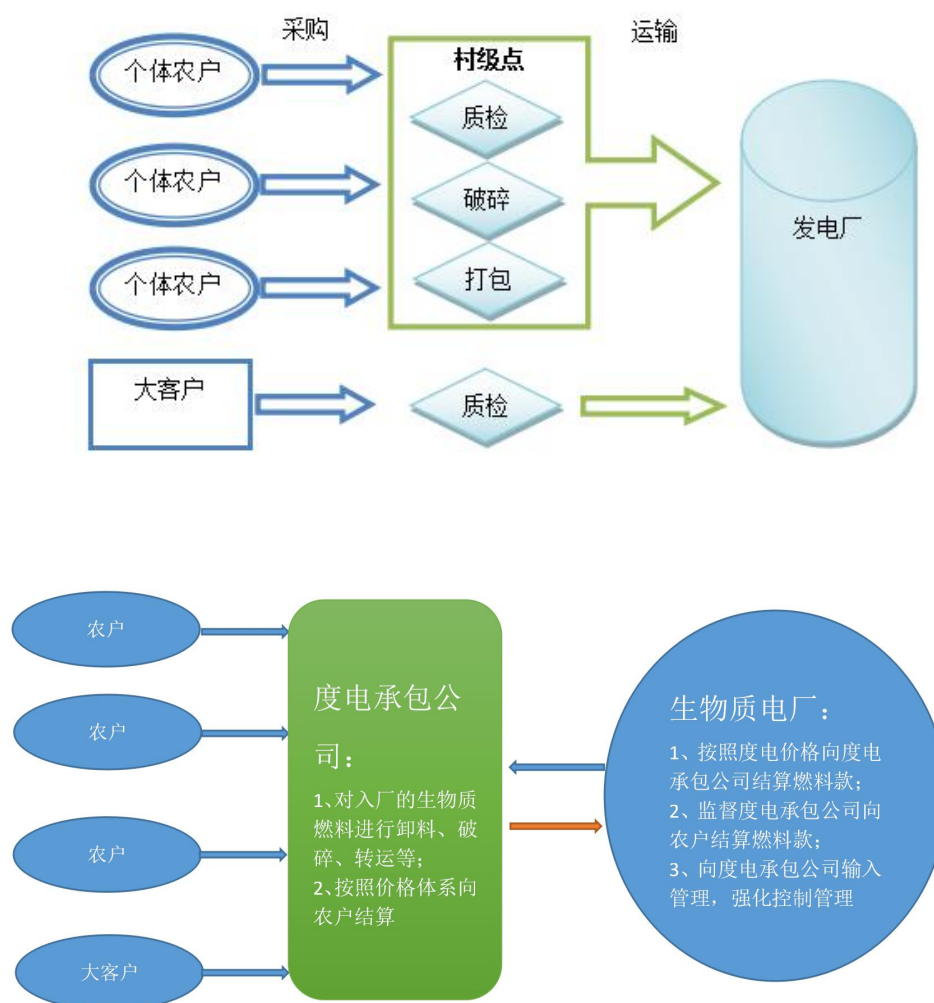 采购
运输
个体农户
村级点
质检
个体农户
破碎
发电厂
个体农户
打包
大客户
质检
农户
农户
农户
大客户
度电承包公
司：
1、对入厂的生物质
燃料进行卸料、破
碎、转运等；
2、按照价格体系向
农户结算
生物质电厂：
1、按照度电价格向度电
承包公司结算燃料款；
2、监督度电承包公司向
农户结算燃料款；
3、向度电承包公司输入
管理，强化控制管理